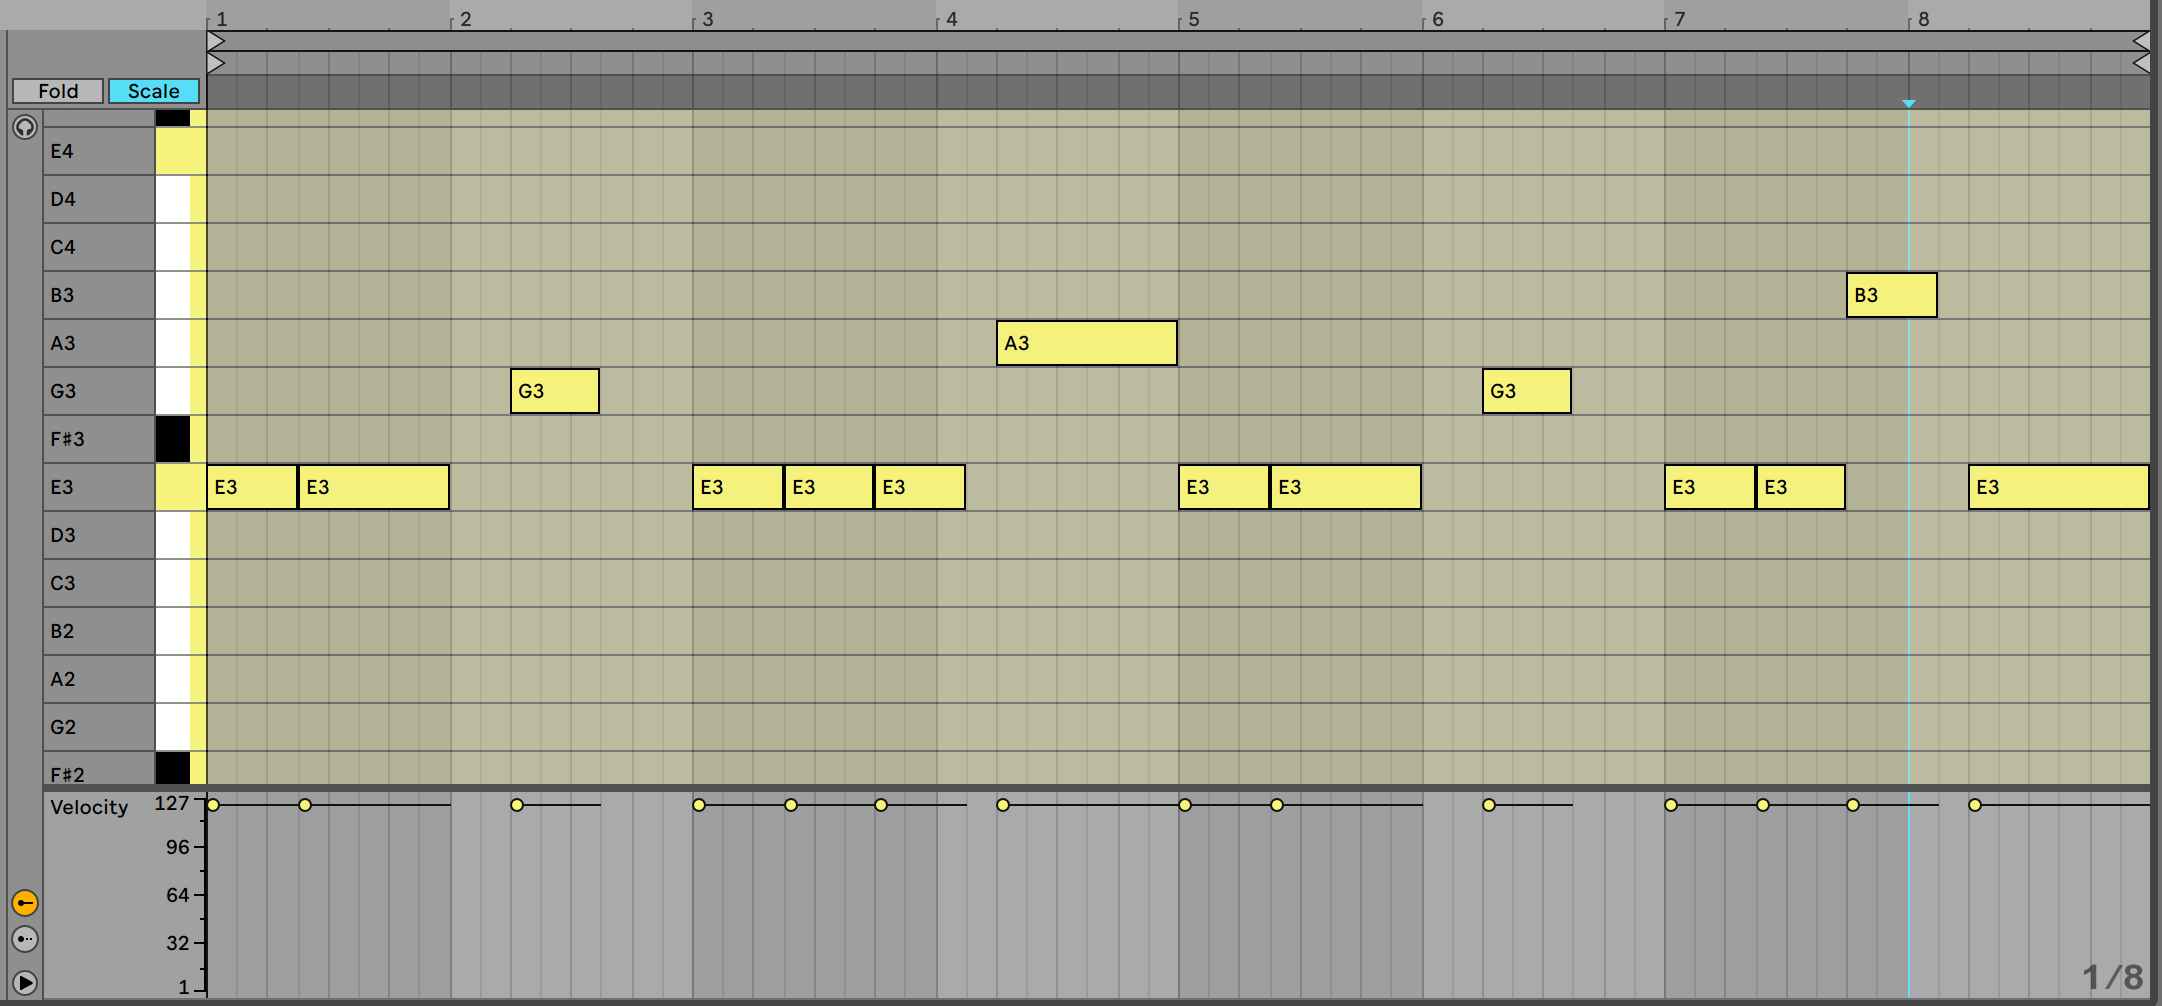 1 2 3 4 5 6 7 8
Fold Scale
E4
D4
C4
B3 B3
A3 A3
G3 G3 G3
F♯3
E3 E3 E3 E3 E3 E3 E3 E3 E3 E3 E3
D3
C3
B2
A2
G2
F♯2
Velocity 127
96
64
32
1 1/8